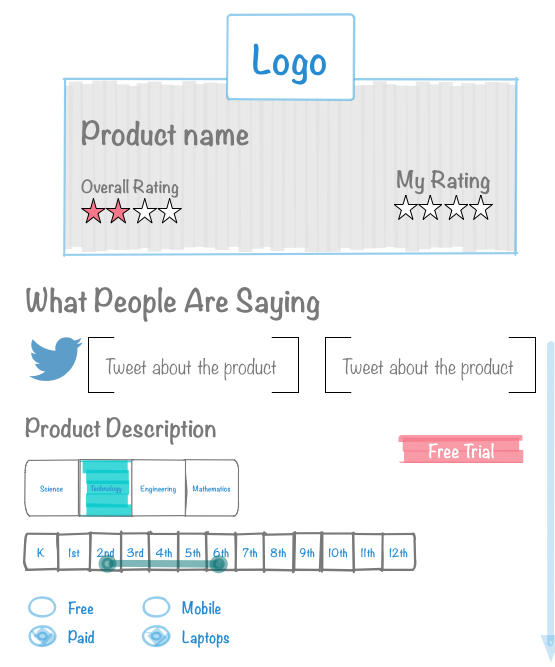 Logo
Product name
Overall Rating
My Rating
What People Are Saying
Tweet about the product
Tweet about the product
Product Description
Free Trial
Science Technology Engineering Mathematics
K 1st 2nd 3rd 4th 5th 6th 7th 8th 9th 10th 11th 12th
Free Mobile
Paid Laptops